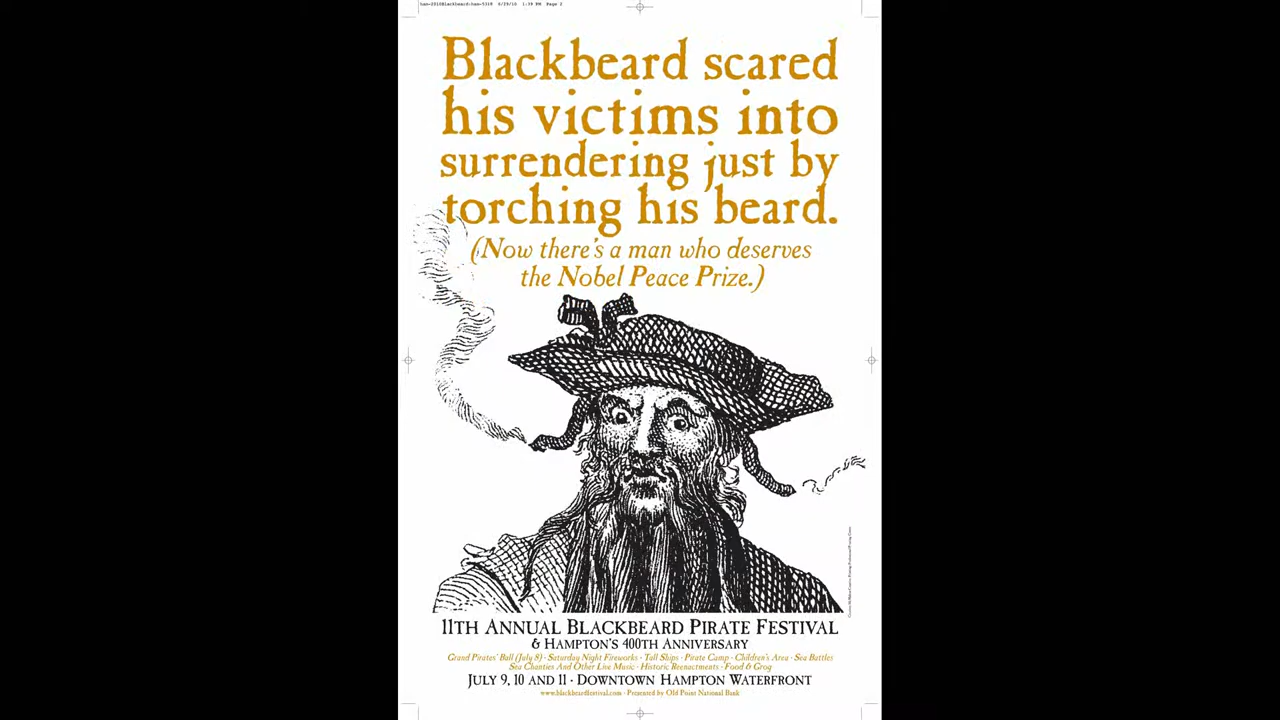 Blackbeard scared
his victims into
surrendering just by
torching his beard.
(Now there's a man who deserves
the Nobel Peace Prize.)
11TH ANNUAL BLACKBEARD PIRATE FESTIVAL
& HAMPTON'S 400TH ANNIVERSARY
Grand Pirates' Ball (July 8) · Saturday Night Fireworks · Tall Ships · Pirate Camp · Children's Area · Sea Battles
Sea Chanties And Other Live Music · Historic Reenactments · Food & Grog
JULY 9, 10 AND 11 · DOWNTOWN HAMPTON WATERFRONT
www.blackbeardfestival.com · Presented by Old Point National Bank